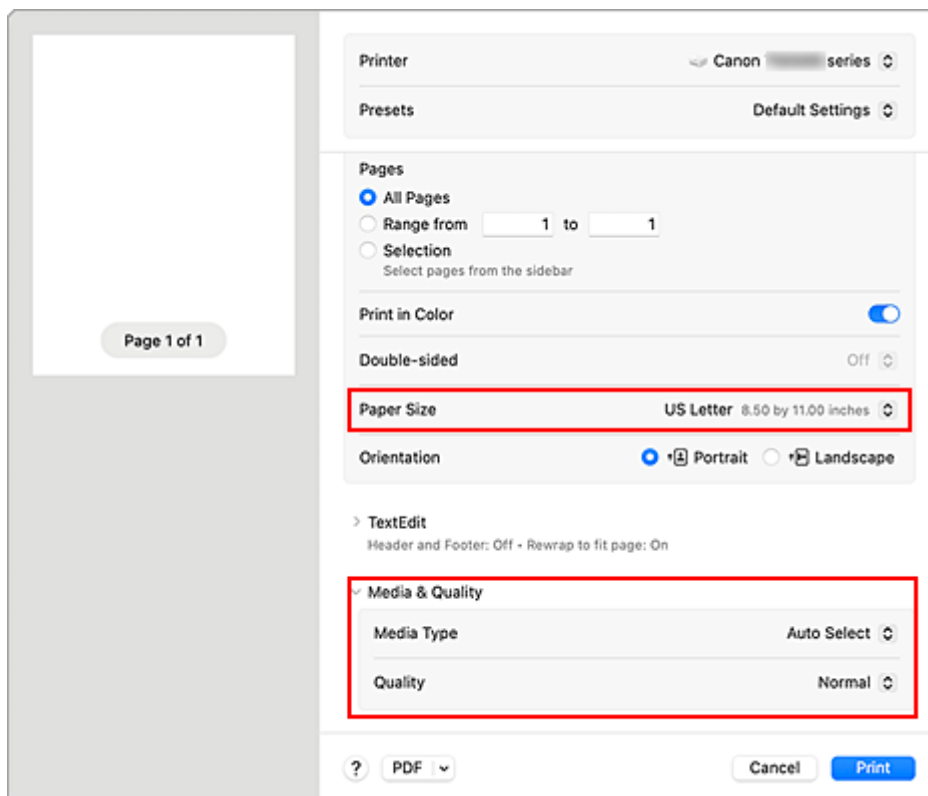 Printer Canon series
Presets Default Settings
Pages
All Pages
Range from 1 to 1
Selection
Select pages from the sidebar
Print in Color
Page 1 of 1
Double-sided Off
Paper Size US Letter 8.50 by 11.00 inches
Orientation Portrait Landscape
TextEdit
Header and Footer: Off • Rewrap to fit page: On
Media & Quality
Media Type Auto Select
Quality Normal
? PDF Cancel Print